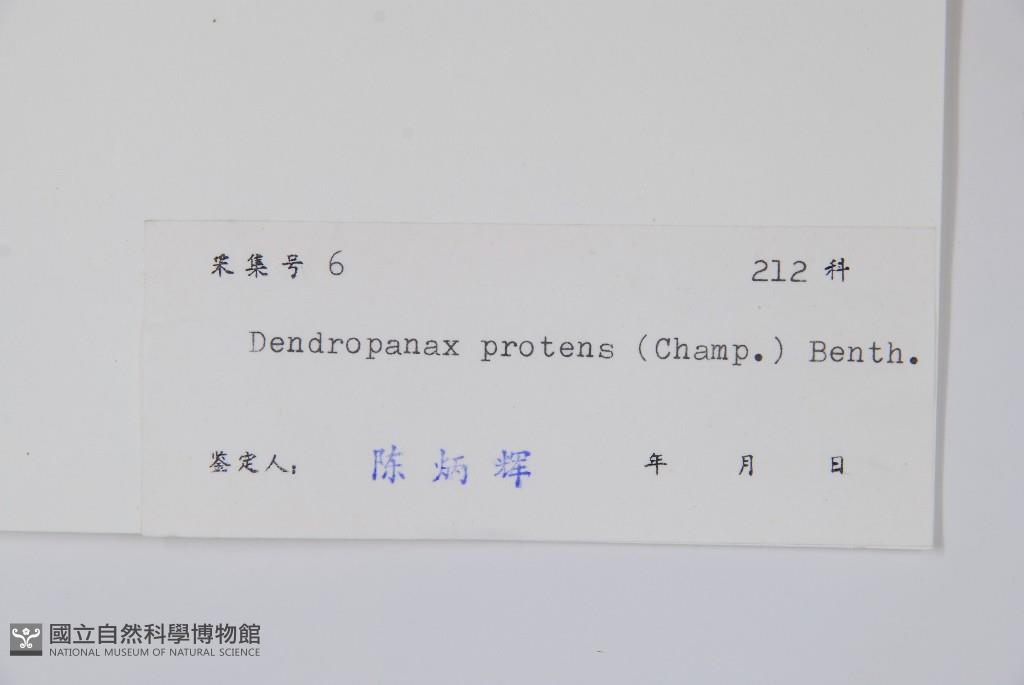 采集号 6 212 科
Dendropanax protens (Champ.) Benth.
鉴定人: 陈炳辉 年 月 日
國立自然科學博物館
NATIONAL MUSEUM OF NATURAL SCIENCE